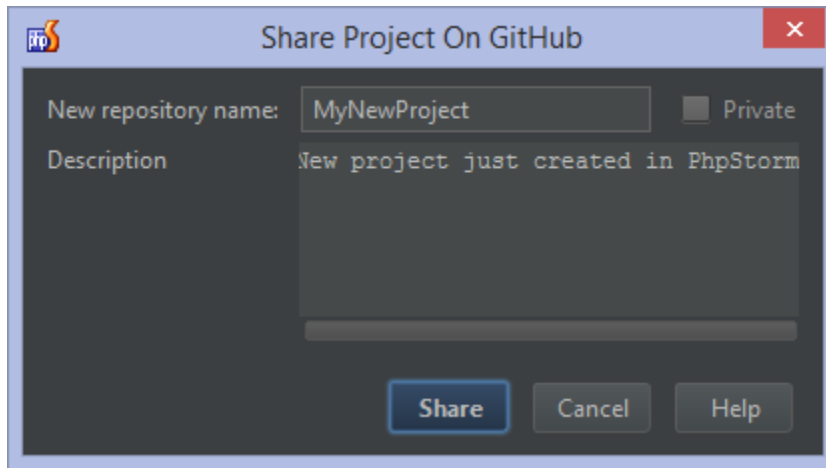 php
Share Project On GitHub
New repository name: MyNewProject Private
Description New project just created in PhpStorm
Share Cancel Help